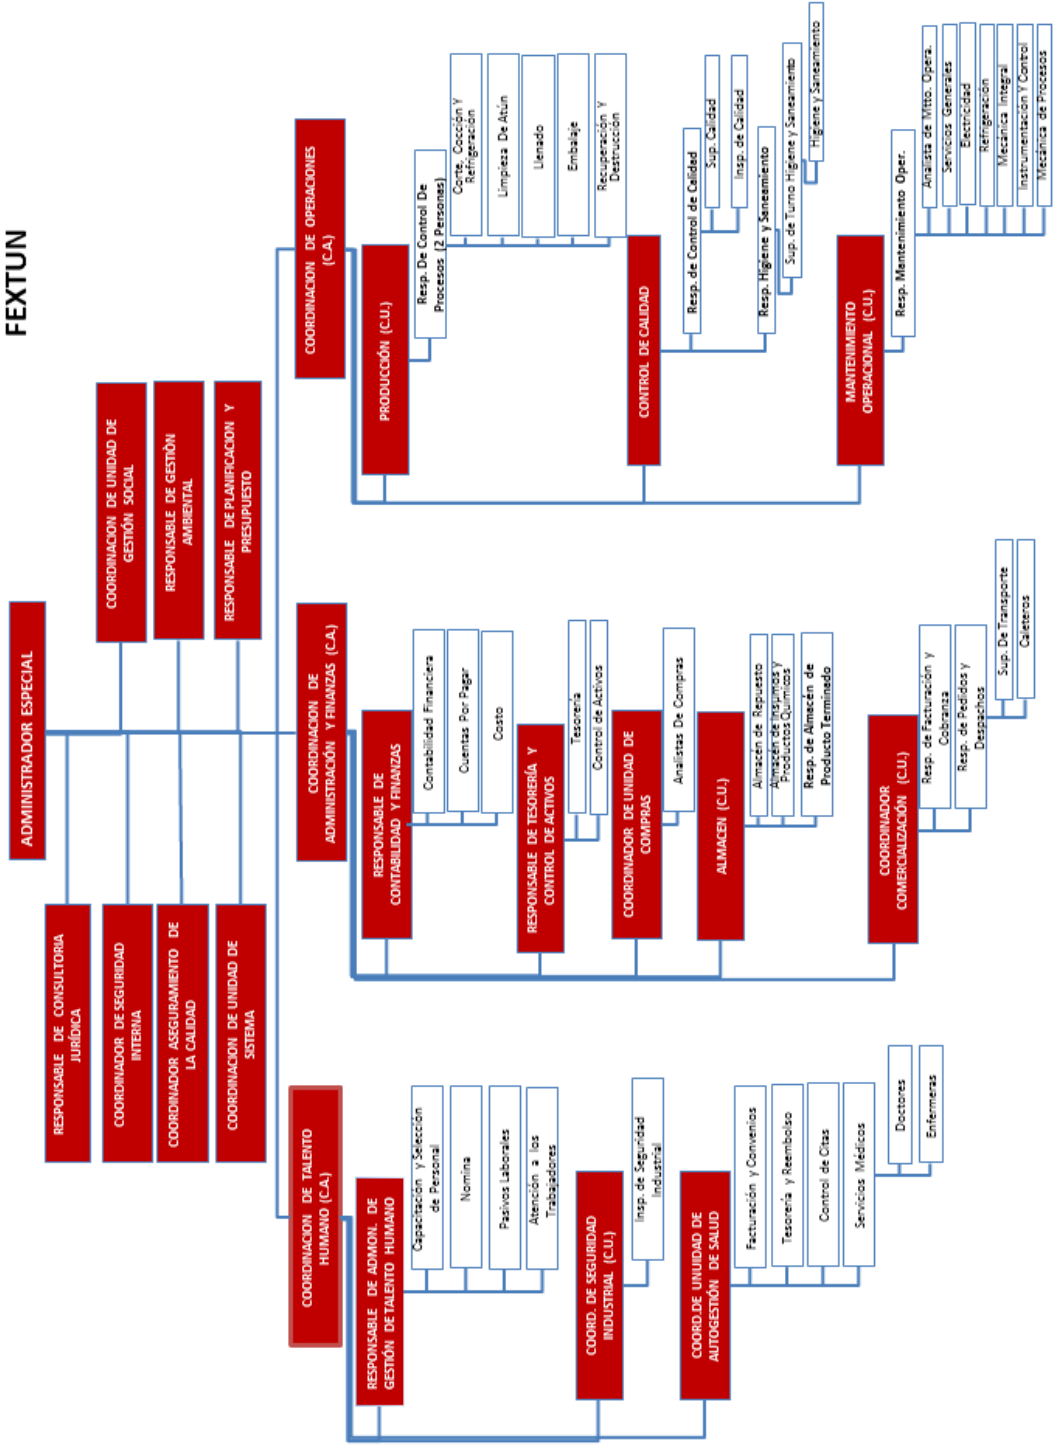 FEXTUN
ADMINISTRADOR ESPECIAL
RESPONSABLE DE CONSULTORIA
JURÍDICA
COORDINADOR DE SEGURIDAD
INTERNA
COORDINADOR ASEGURAMIENTO DE
LA CALIDAD
COORDINACION DE UNIDAD DE
SISTEMA
COORDINACION DE UNIDAD DE
GESTIÓN SOCIAL
RESPONSABLE DE GESTIÒN
AMBIENTAL
RESPONSABLE DE PLANIFICACION Y
PRESUPUESTO
COORDINACION DE TALENTO
HUMANO (C.A.)
RESPONSABLE DE ADMON. DE
GESTIÓN DE TALENTO HUMANO
Capacitación y Selección
de Personal
Nomina
Pasivos Laborales
Atención a los
Trabajadores
COORD. DE SEGURIDAD
INDUSTRIAL (C.U.)
Insp. de Seguridad
Industrial
COORD.DE UNUIDAD DE
AUTOGESTIÓN DE SALUD
Facturación y Convenios
Tesorería y Reembolso
Control de Citas
Servicios Médicos
Doctores
Enfermeras
COORDINACION DE
ADMINISTRACIÓN Y FINANZAS (C.A.)
RESPONSABLE DE
CONTABILIDAD Y FINANZAS
Contabilidad Financiera
Cuentas Por Pagar
Costo
RESPONSABLE DE TESORERÍA Y
CONTROL DE ACTIVOS
Tesorería
Control de Activos
COORDINADOR DE UNIDAD DE
COMPRAS
Analistas De Compras
ALMACEN (C.U.)
Almacén de Repuesto
Almacén de Insumos y
Productos Químicos
Resp. de Almacén de
Producto Terminado
COORDINADOR
COMERCIALIZACIÓN (C.U.)
Resp. de Facturación y
Cobranza
Resp. de Pedidos y
Despachos
Sup. De Transporte
Caleteros
COORDINACION DE OPERACIONES
(C.A.)
PRODUCCIÓN (C.U.)
Resp. De Control De
Procesos (2 Personas)
Corte, Cocción Y
Refrigeración
Limpieza De Atún
Llenado
Embalaje
Recuperación Y
Destrucción
CONTROL DE CALIDAD
Resp. de Control de Calidad
Sup. Calidad
Insp. de Calidad
Resp. Higiene y Saneamiento
Sup. de Turno Higiene y Saneamiento
Higiene y Saneamiento
MANTENIMIENTO
OPERACIONAL (C.U.)
Resp. Mantenimiento Oper.
Analista de Mtto. Opera.
Servicios Generales
Electricidad
Refrigeración
Mecánica Integral
Instrumentación Y Control
Mecánica de Procesos